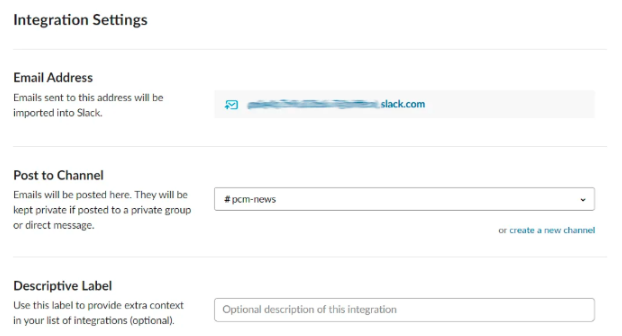 Integration Settings
Email Address
Emails sent to this address will be
imported into Slack.
.slack.com
Post to Channel
Emails will be posted here. They will be
kept private if posted to a private group
or direct message.
#pcm-news
or create a new channel
Descriptive Label
Use this label to provide extra context
in your list of integrations (optional).
Optional description of this integration